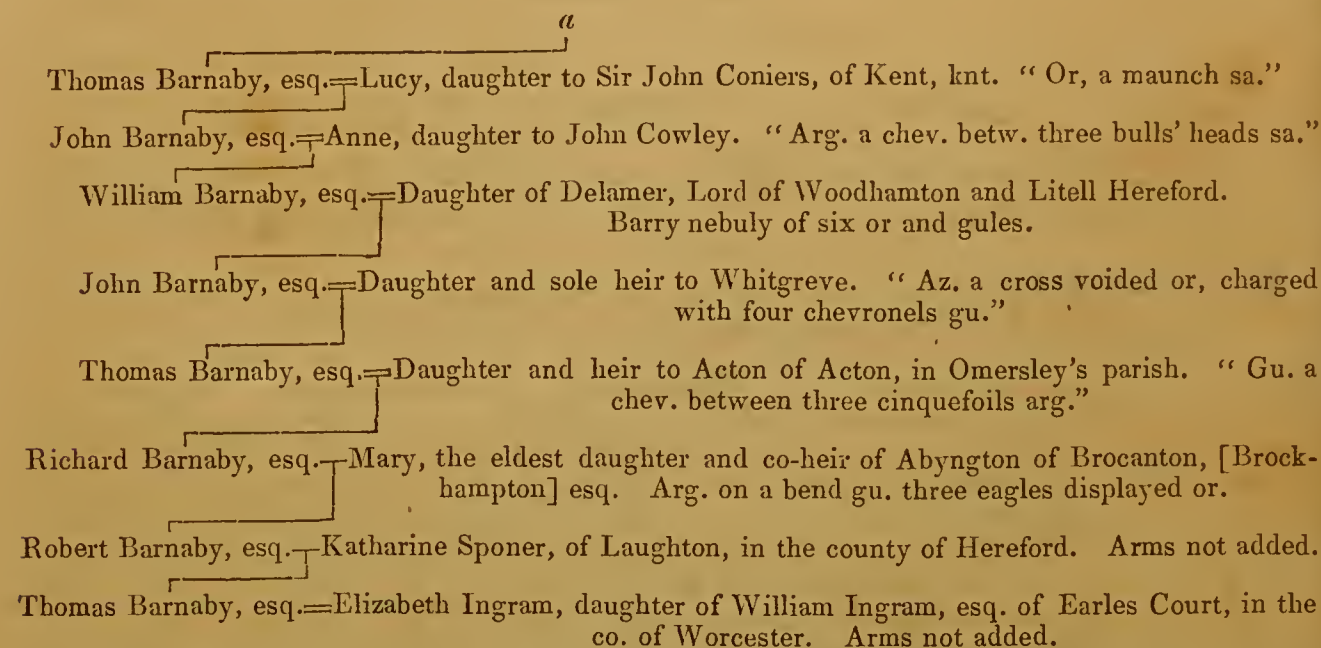 a
Thomas Barnaby, esq.=Lucy, daughter to Sir John Coniers, of Kent, knt. “ Or, a maunch sa.”
John Barnaby, esq.=Anne, daughter to John Cowley. “ Arg. a chev. betw. three bulls' heads sa.”
William Barnaby, esq.=Daughter of Delamer, Lord of Woodhamton and Litell Hereford.
Barry nebuly of six or and gules.
John Barnaby, esq.=Daughter and sole heir to Whitgreve. “ Az. a cross voided or, charged
with four chevronels gu.”
Thomas Barnaby, esq.=Daughter and heir to Acton of Acton, in Omersley's parish. “ Gu. a
chev. between three cinquefoils arg.”
Richard Barnaby, esq.—Mary, the eldest daughter and co-heir of Abyngton of Brocanton, [Brock-
hampton] esq. Arg. on a bend gu. three eagles displayed or.
Robert Barnaby, esq.—Katharine Sponer, of Laughton, in the county of Hereford. Arms not added.
Thomas Barnaby, esq.=Elizabeth Ingram, daughter of William Ingram, esq. of Earles Court, in the
co. of Worcester. Arms not added.